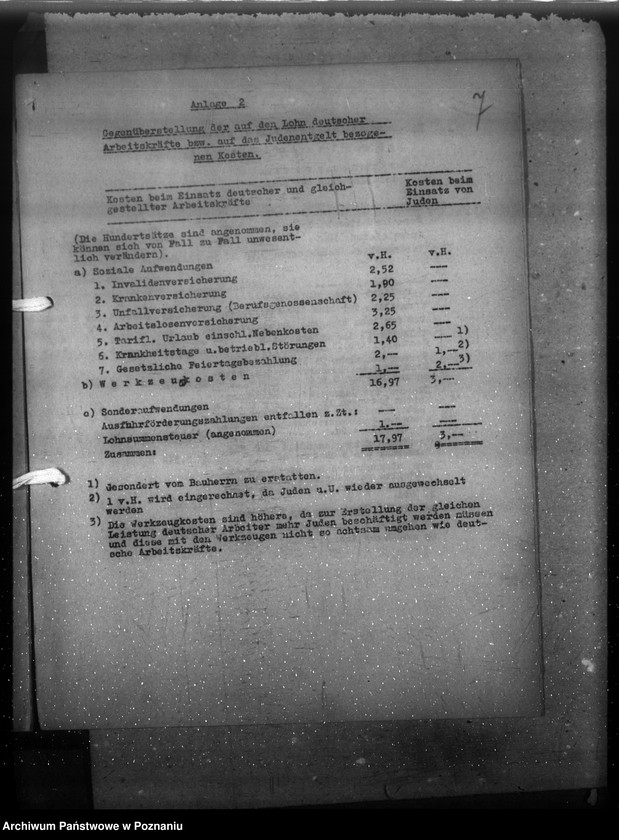 7
Anlage 2
Gegenüberstellung der auf den Lohn deutscher
Arbeitskräfte bzw. auf das Judenentgelt bezoge-
nen Kosten.
Kosten beim Einsatz deutscher und gleich-
gestellter Arbeitskräfte
Kosten beim
Einsatz von
Juden
(Die Hundertsätze sind angenommen, sie
können sich von Fall zu Fall unwesent-
lich verändern).
v.H. v.H.
a) Soziale Aufwendungen
1. Invalidenversicherung 2,52 ---
2. Krankenversicherung 1,90 ---
3. Unfallversicherung (Berufsgenossenschaft) 2,25 ---
4. Arbeitslosenversicherung 3,25 ---
5. Tarifl. Urlaub einschl.Nebenkosten 2,65 --- 1)
6. Krankheitstage u.betriebl.Störungen 1,40 1,-- 2)
7. Gesetzliche Feiertagsbezahlung 2,-- 2,-- 3)
b) Werkzeugkosten 1,--
16,97 3,--
c) Sonderaufwendungen
Ausfuhrförderungszahlungen entfallen z.Zt.: --- ---
Lohnsummensteuer (angenommen) 1.-- ---
Zusammen: 17,97 3,--
1) Gesondert vom Bauherrn zu erstatten.
2) 1 v.H. wird eingerechnet, da Juden u.U. wieder ausgewechselt
werden
3) Die Werkzeugkosten sind höhere, da zur Erstellung der gleichen
Leistung deutscher Arbeiter mehr Juden beschäftigt werden müssen
und diese mit den Werkzeugen nicht so achtsam umgehen wie deut-
sche Arbeitskräfte.
Archiwum Państwowe w Poznaniu